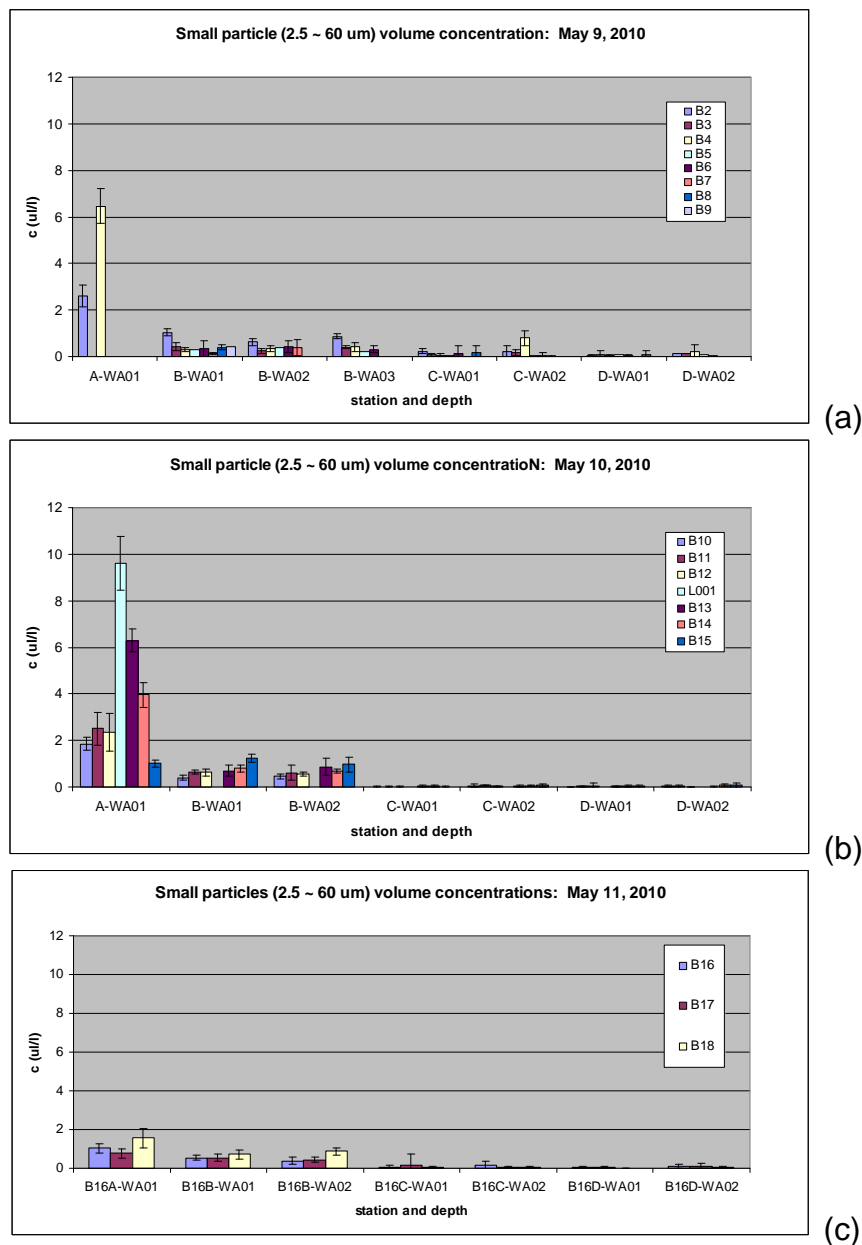 Small particle (2.5 ~ 60 um) volume concentration:  May 9, 2010
12
10
8
6
4
2
0
c (ul/l)
B2
B3
B4
B5
B6
B7
B8
B9
A-WA01 B-WA01 B-WA02 B-WA03 C-WA01 C-WA02 D-WA01 D-WA02
station and depth
(a)
Small particle (2.5 ~ 60 um) volume concentratioN:  May 10, 2010
12
10
8
6
4
2
0
c (ul/l)
B10
B11
B12
L001
B13
B14
B15
A-WA01 B-WA01 B-WA02 C-WA01 C-WA02 D-WA01 D-WA02
station and depth
(b)
Small particles (2.5 ~ 60 um) volume concentrations:  May 11, 2010
12
10
8
6
4
2
0
c (ul/l)
B16
B17
B18
B16A-WA01 B16B-WA01 B16B-WA02 B16C-WA01 B16C-WA02 B16D-WA01 B16D-WA02
station and depth
(c)